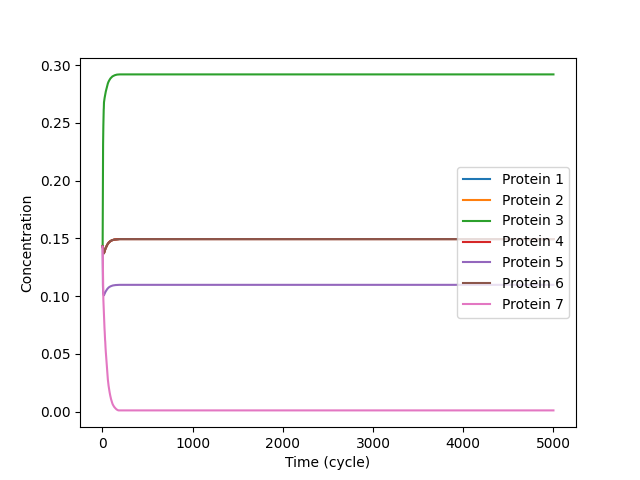 0.30
0.25
0.20
0.15
0.10
0.05
0.00
Concentration
0
1000
2000
3000
4000
5000
Time (cycle)
Protein 1
Protein 2
Protein 3
Protein 4
Protein 5
Protein 6
Protein 7